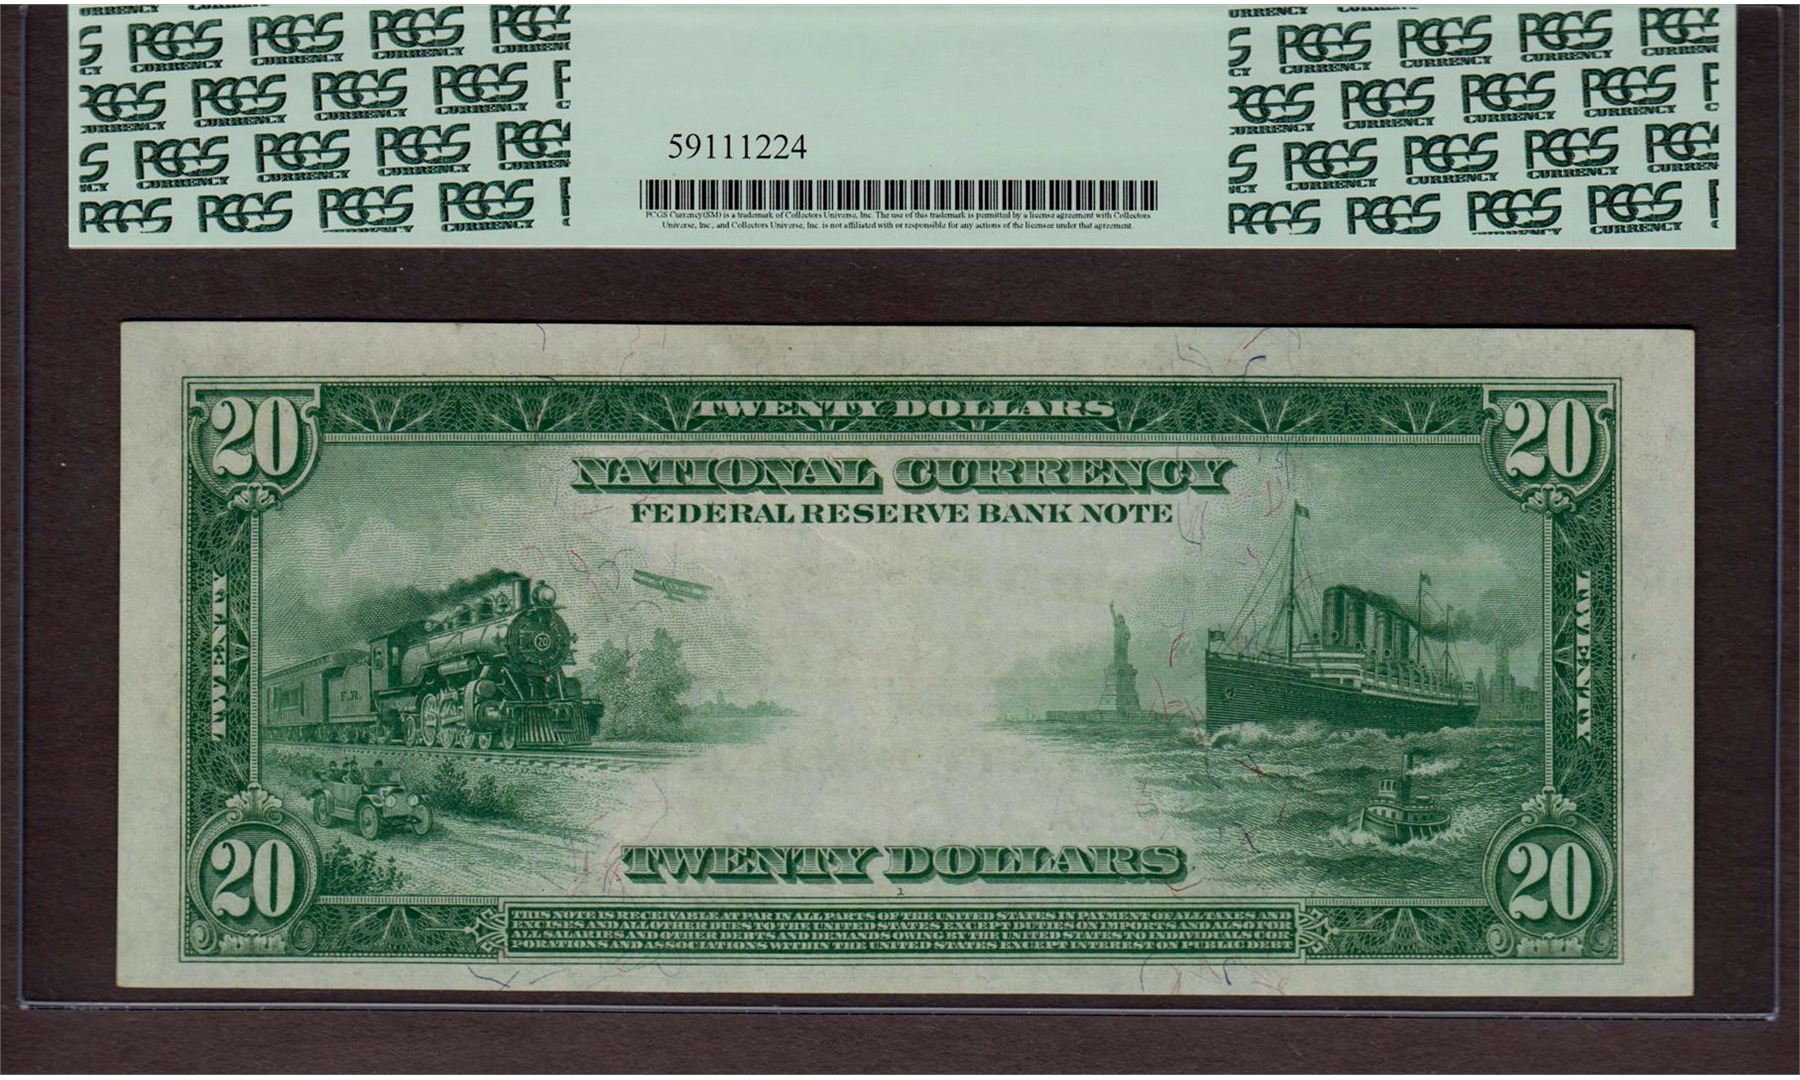 PCGS CURRENCY
59111224
PCGS Currency(SM) is a trademark of Collectors Universe, Inc. The use of this trademark is permitted by a license agreement with Collectors
Universe, Inc., and Collectors Universe, Inc. is not affiliated with or responsible for any actions of the licensee under that agreement.
20 TWENTY DOLLARS 20
NATIONAL CURRENCY
FEDERAL RESERVE BANK NOTE
TWENTY
20
F.R.
TWENTY
TWENTY DOLLARS
1
20
20
THIS NOTE IS RECEIVABLE AT PAR IN ALL PARTS OF THE UNITED STATES IN PAYMENT OF ALL TAXES AND
EXCISES AND ALL OTHER DUES TO THE UNITED STATES EXCEPT DUTIES ON IMPORTS AND ALSO FOR
ALL SALARIES AND OTHER DEBTS AND DEMANDS OWING BY THE UNITED STATES TO INDIVIDUALS COR
PORATIONS AND ASSOCIATIONS WITHIN THE UNITED STATES EXCEPT INTEREST ON PUBLIC DEBT